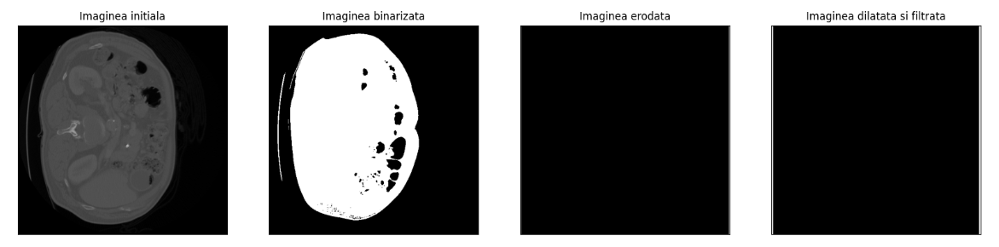 Imaginea initiala
Imaginea binarizata
Imaginea erodata
Imaginea dilatata si filtrata